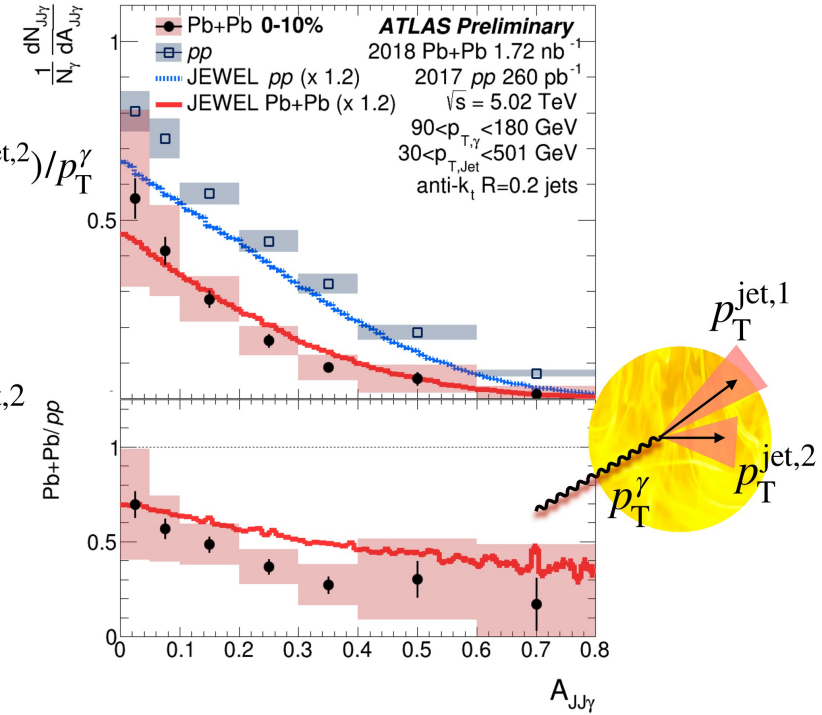 1/N_γ dN_JJγ/dA_JJγ
Pb+Pb 0-10%
pp
JEWEL pp (x 1.2)
JEWEL Pb+Pb (x 1.2)
ATLAS Preliminary
2018 Pb+Pb 1.72 nb⁻¹
2017 pp 260 pb⁻¹
√s = 5.02 TeV
90<p_T,γ<180 GeV
30<p_T,Jet<501 GeV
anti-k_t R=0.2 jets
et,2)/p_T^γ
1
0.5
t,2
p_T^jet,1
p_T^jet,2
p_T^γ
Pb+Pb/pp
1
0.5
0
0 0.1 0.2 0.3 0.4 0.5 0.6 0.7 0.8
A_JJγ